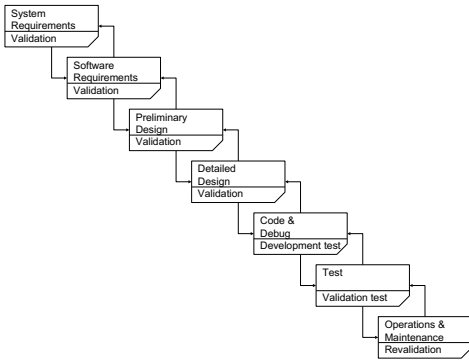 System
Requirements
Validation
Software
Requirements
Validation
Preliminary
Design
Validation
Detailed
Design
Validation
Code &
Debug
Development test
Test
Validation test
Operations &
Maintenance
Revalidation